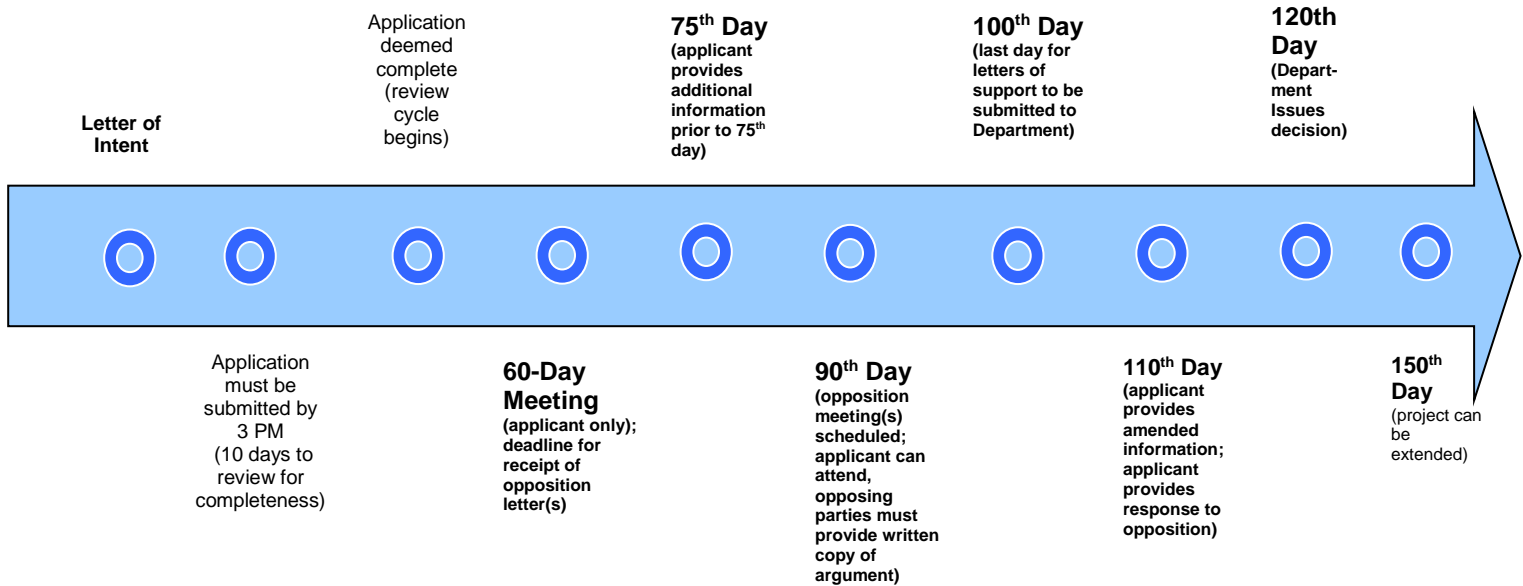 Letter of
Intent
Application
must be
submitted by
3 PM
(10 days to
review for
completeness)
Application
deemed
complete
(review
cycle
begins)
60-Day
Meeting
(applicant only);
deadline for
receipt of
opposition
letter(s)
75th Day
(applicant
provides
additional
information
prior to 75th
day)
90th Day
(opposition
meeting(s)
scheduled;
applicant can
attend,
opposing
parties must
provide written
copy of
argument)
100th Day
(last day for
letters of
support to be
submitted to
Department)
110th Day
(applicant
provides
amended
information;
applicant
provides
response to
opposition)
120th
Day
(Depart-
ment
Issues
decision)
150th
Day
(project can
be
extended)